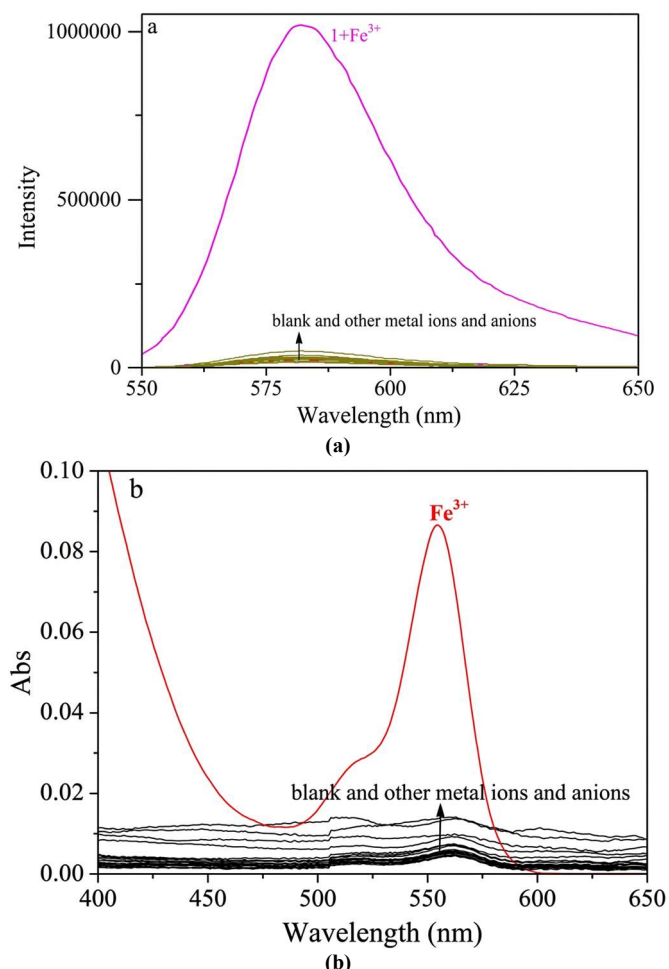 a
1+Fe³⁺
1000000
500000
0
Intensity
blank and other metal ions and anions
550 575 600 625 650
Wavelength (nm)
(a)
b
Fe³⁺
0.10
0.08
0.06
0.04
0.02
0.00
Abs
blank and other metal ions and anions
400 450 500 550 600 650
Wavelength (nm)
(b)